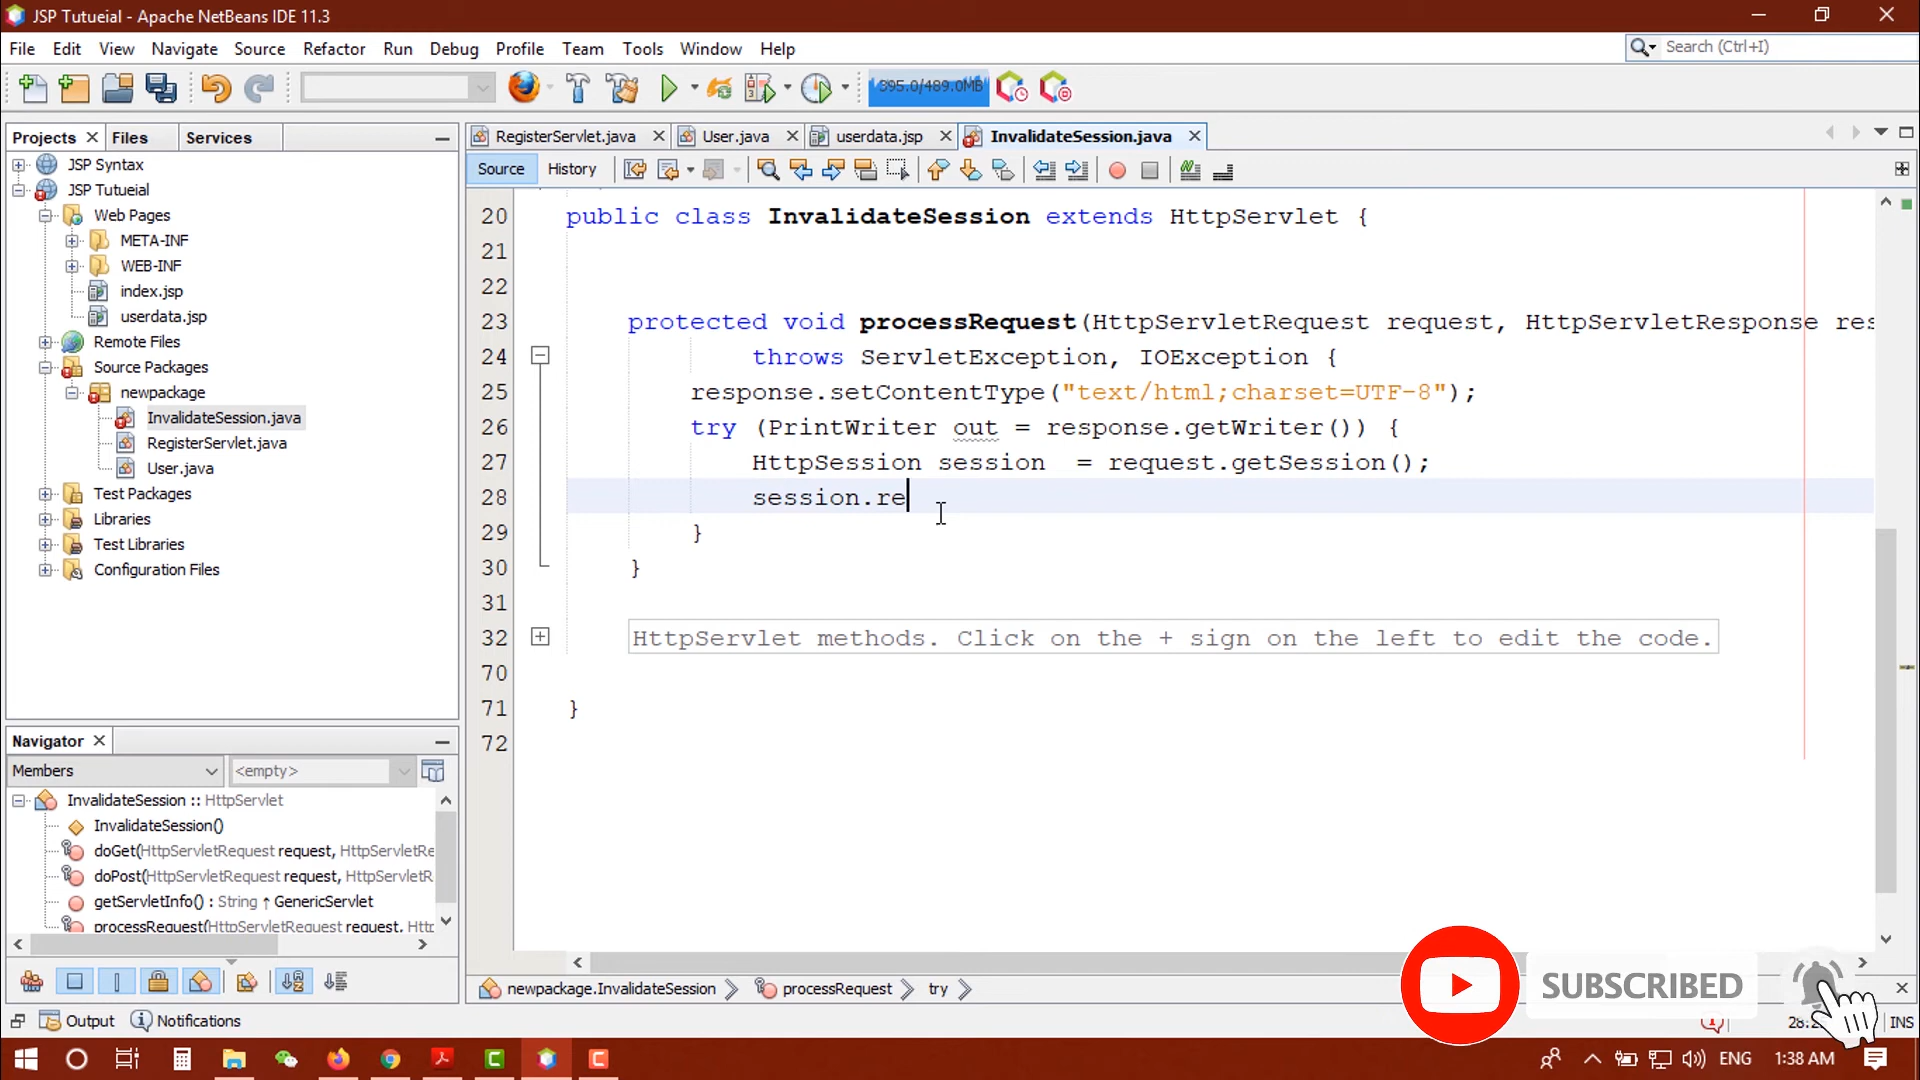 JSP Tutueial - Apache NetBeans IDE 11.3
File Edit View Navigate Source Refactor Run Debug Profile Team Tools Window Help
Search (Ctrl+I)
395.0/489.0MB
Projects Files Services
RegisterServlet.java User.java userdata.jsp InvalidateSession.java
Source History
JSP Syntax
JSP Tutueial
Web Pages
META-INF
WEB-INF
index.jsp
userdata.jsp
Remote Files
Source Packages
newpackage
InvalidateSession.java
RegisterServlet.java
User.java
Test Packages
Libraries
Test Libraries
Configuration Files
20 public class InvalidateSession extends HttpServlet {
21
22
23 protected void processRequest(HttpServletRequest request, HttpServletResponse res
24 throws ServletException, IOException {
25 response.setContentType("text/html;charset=UTF-8");
26 try (PrintWriter out = response.getWriter()) {
27 HttpSession session = request.getSession();
28 session.re
29 }
30 }
31
32 HttpServlet methods. Click on the + sign on the left to edit the code.
70
71 }
72
Navigator
Members <empty>
InvalidateSession :: HttpServlet
InvalidateSession()
doGet(HttpServletRequest request, HttpServletRe
doPost(HttpServletRequest request, HttpServletR
getServletInfo() : String ↑ GenericServlet
processRequest(HttpServletRequest request, Http
newpackage.InvalidateSession processRequest try
SUBSCRIBED
Output Notifications
INS
ENG 1:38 AM